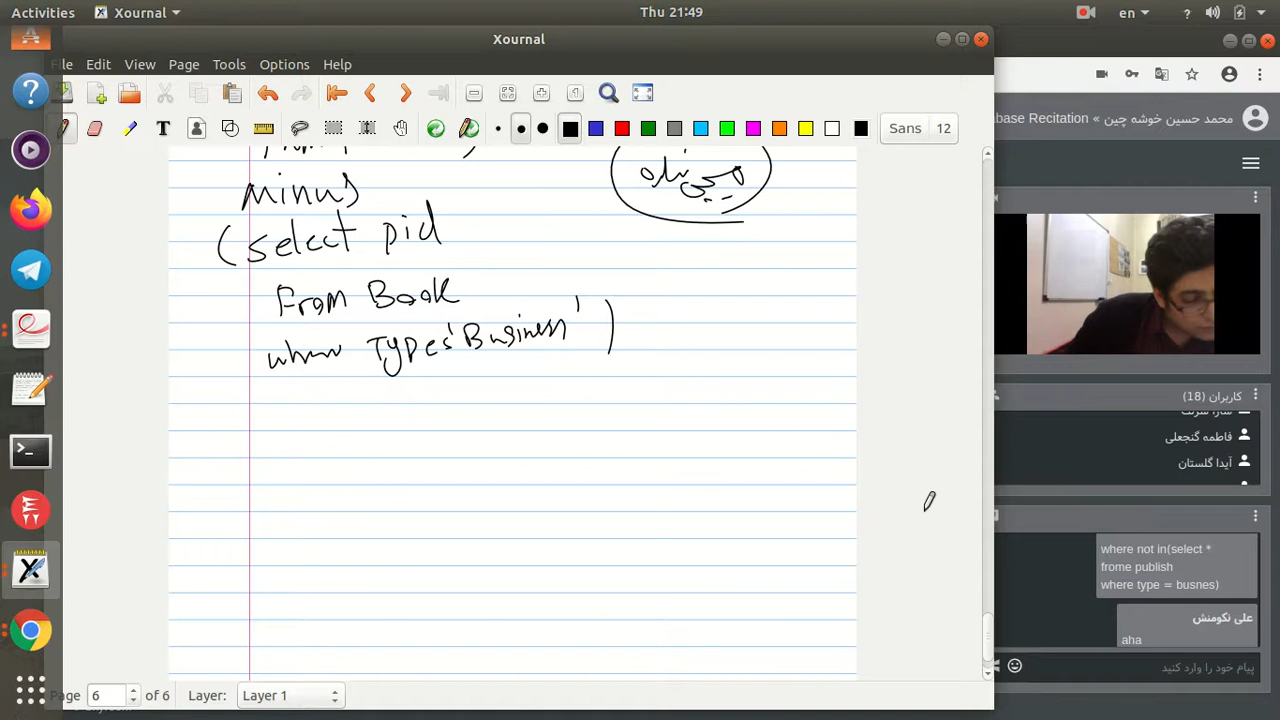 Activities
Xournal
Thu 21:49
en
?
Xournal
File Edit View Page Tools Options Help
Sans 12
minus
(select pid
From Book
where Type='Business')
Page 6 of 6 Layer: Layer 1
محمد حسین خوشه چین » Database Recitation
کاربران (18)
فاطمه گنجعلی
آیدا گلستان
where not in(select *
frome publish
where type = busnes)
علی نکومنش
aha
پیام خود را وارد کنید